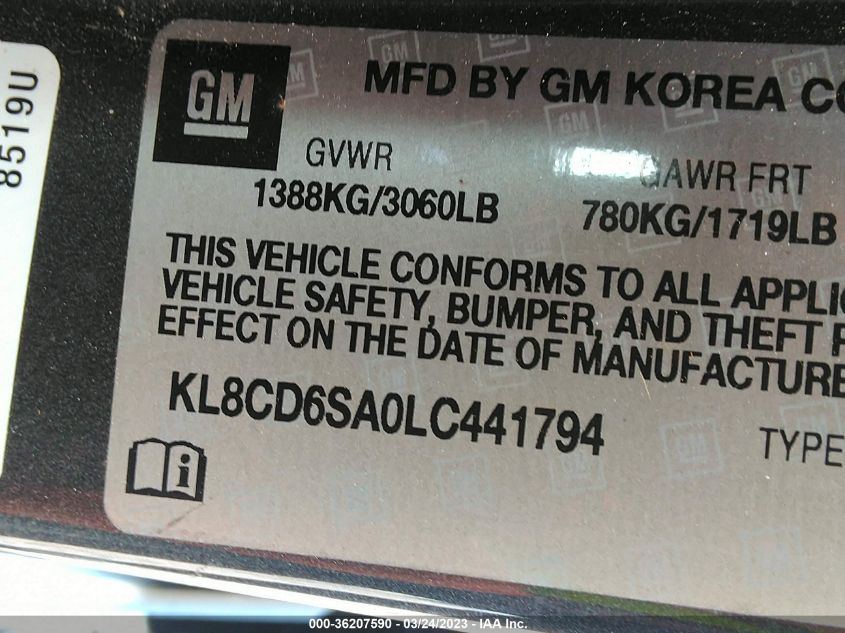 8519U
GM
MFD BY GM KOREA CO
GVWR
GAWR FRT
1388KG/3060LB
780KG/1719LB
THIS VEHICLE CONFORMS TO ALL APPLIC
VEHICLE SAFETY, BUMPER, AND THEFT P
EFFECT ON THE DATE OF MANUFACTURE
KL8CD6SA0LC441794
TYPE
i
000-36207590 - 03/24/2023 - IAA Inc.